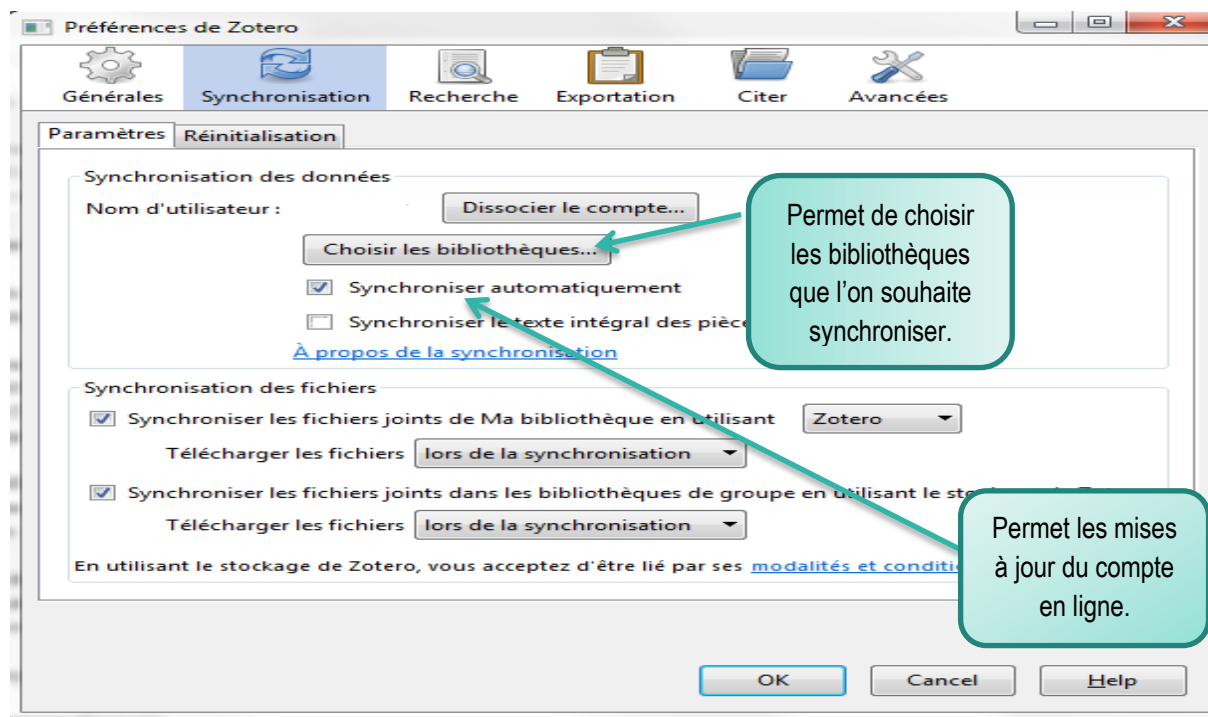 Préférences de Zotero
Générales Synchronisation Recherche Exportation Citer Avancées
Paramètres Réinitialisation
Synchronisation des données
Nom d'utilisateur : Dissocier le compte...
Choisir les bibliothèques...
Synchroniser automatiquement
Synchroniser le texte intégral des
À propos de la synchronisation
Permet de choisir
les bibliothèques
que l'on souhaite
synchroniser.
Synchronisation des fichiers
Synchroniser les fichiers joints de Ma bibliothèque en utilisant Zotero
Télécharger les fichiers lors de la synchronisation
Synchroniser les fichiers joints dans les bibliothèques de groupe en utilisant le
Télécharger les fichiers lors de la synchronisation
En utilisant le stockage de Zotero, vous acceptez d'être lié par ses modalités et
Permet les mises
à jour du compte
en ligne.
OK Cancel Help